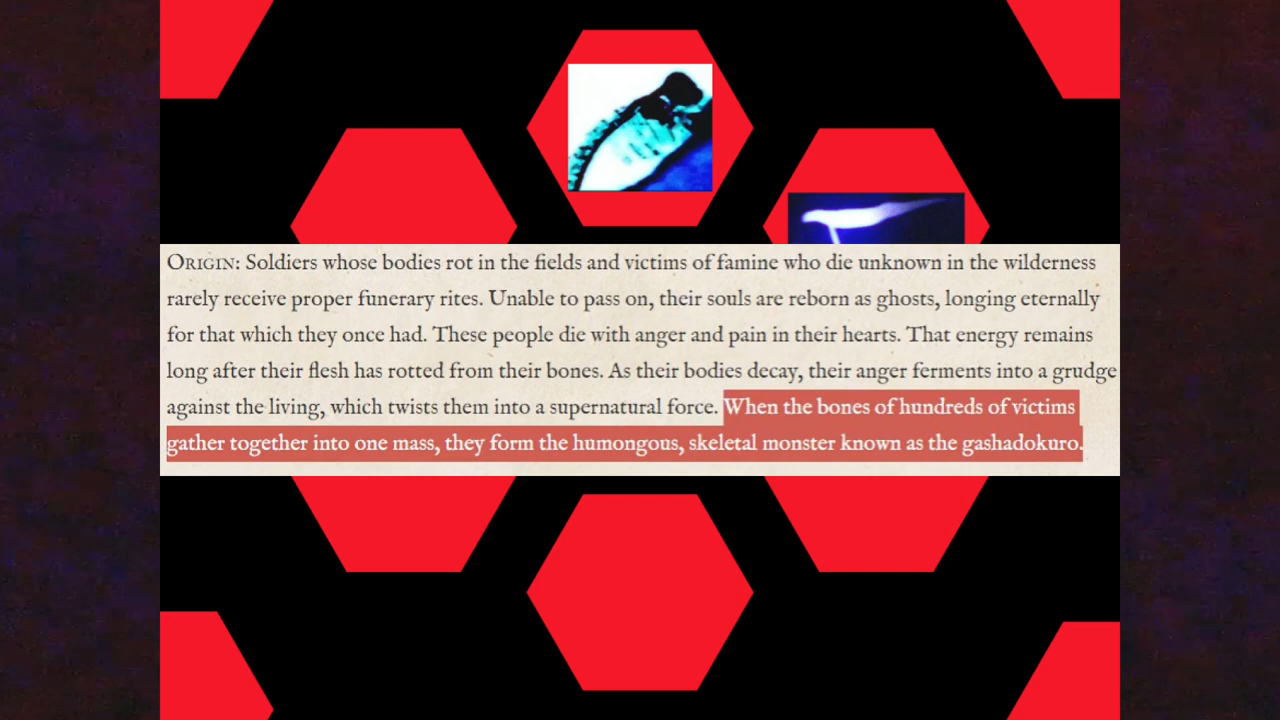 Origin: Soldiers whose bodies rot in the fields and victims of famine who die unknown in the wilderness
rarely receive proper funerary rites. Unable to pass on, their souls are reborn as ghosts, longing eternally
for that which they once had. These people die with anger and pain in their hearts. That energy remains
long after their flesh has rotted from their bones. As their bodies decay, their anger ferments into a grudge
against the living, which twists them into a supernatural force. When the bones of hundreds of victims
gather together into one mass, they form the humongous, skeletal monster known as the gashadokuro.